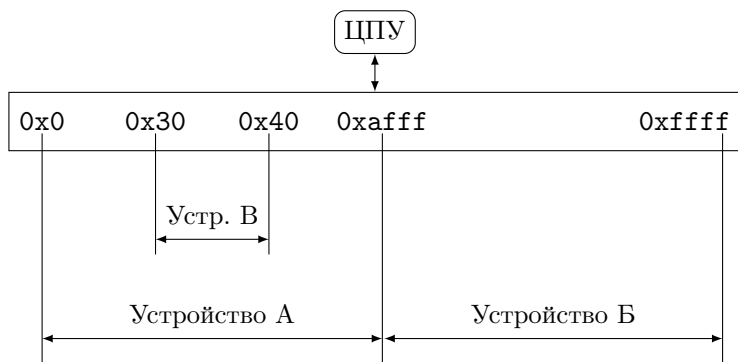 ЦПУ
0x0 0x30 0x40 0xafff 0xffff
Устр. В
Устройство А Устройство Б